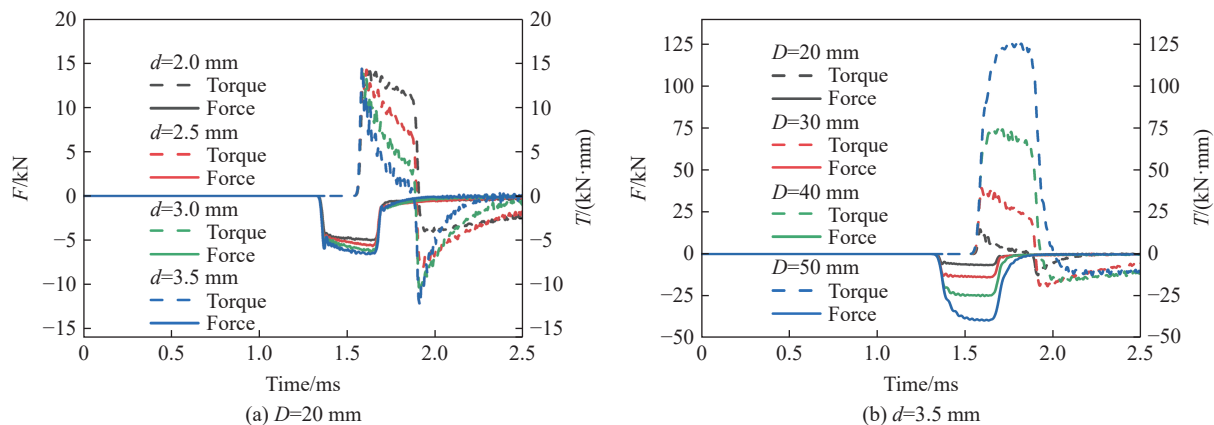 20
15
10
5
0
−5
−10
−15
F/kN
d=2.0 mm
Torque
Force
d=2.5 mm
Torque
Force
d=3.0 mm
Torque
Force
d=3.5 mm
Torque
Force
20
15
10
5
0
−5
−10
−15
T/(kN·mm)
0 0.5 1.0 1.5 2.0 2.5
Time/ms
(a) D=20 mm
125
100
75
50
25
0
−25
−50
F/kN
D=20 mm
Torque
Force
D=30 mm
Torque
Force
D=40 mm
Torque
Force
D=50 mm
Torque
Force
125
100
75
50
25
0
−25
−50
T/(kN·mm)
0 0.5 1.0 1.5 2.0 2.5
Time/ms
(b) d=3.5 mm